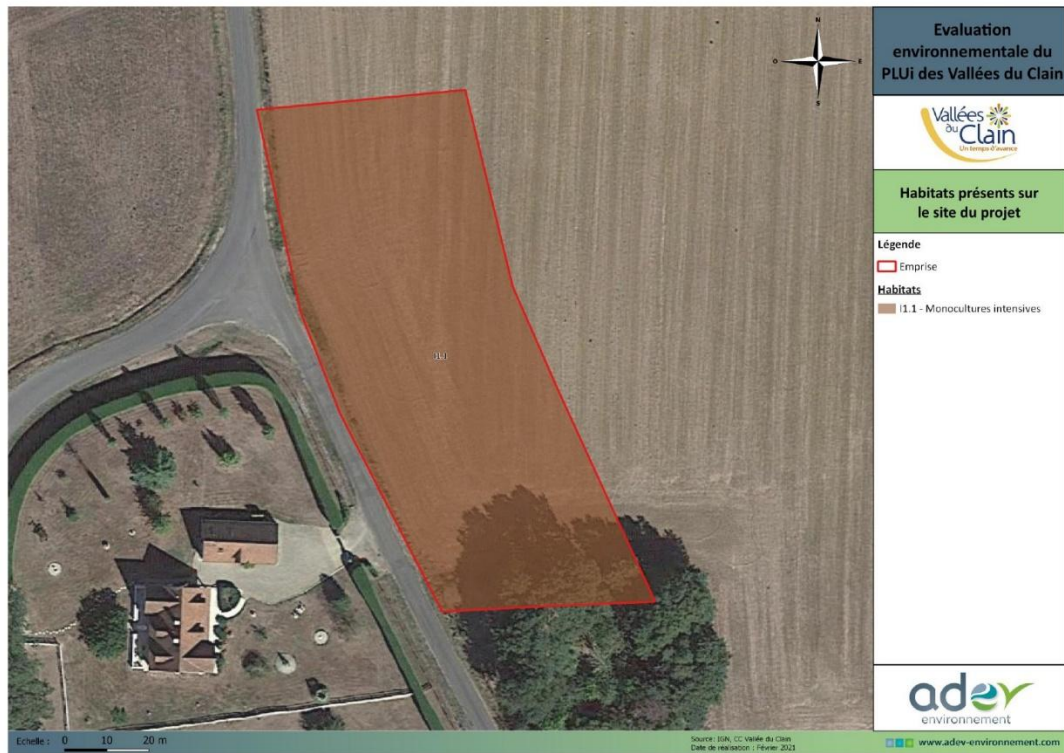 Evaluation
environnementale du
PLUi des Vallées du Clain
Vallées
du Clain
Un temps d'avance
Habitats présents sur
le site du projet
Légende
Emprise
Habitats
I1.1 - Monocultures intensives
N
O
E
S
I1.1
adev
environnement
Echelle : 0 10 20 m
Source: IGN, CC Vallée du Clain
Date de réalisation : Février 2021
www.adev-environnement.com